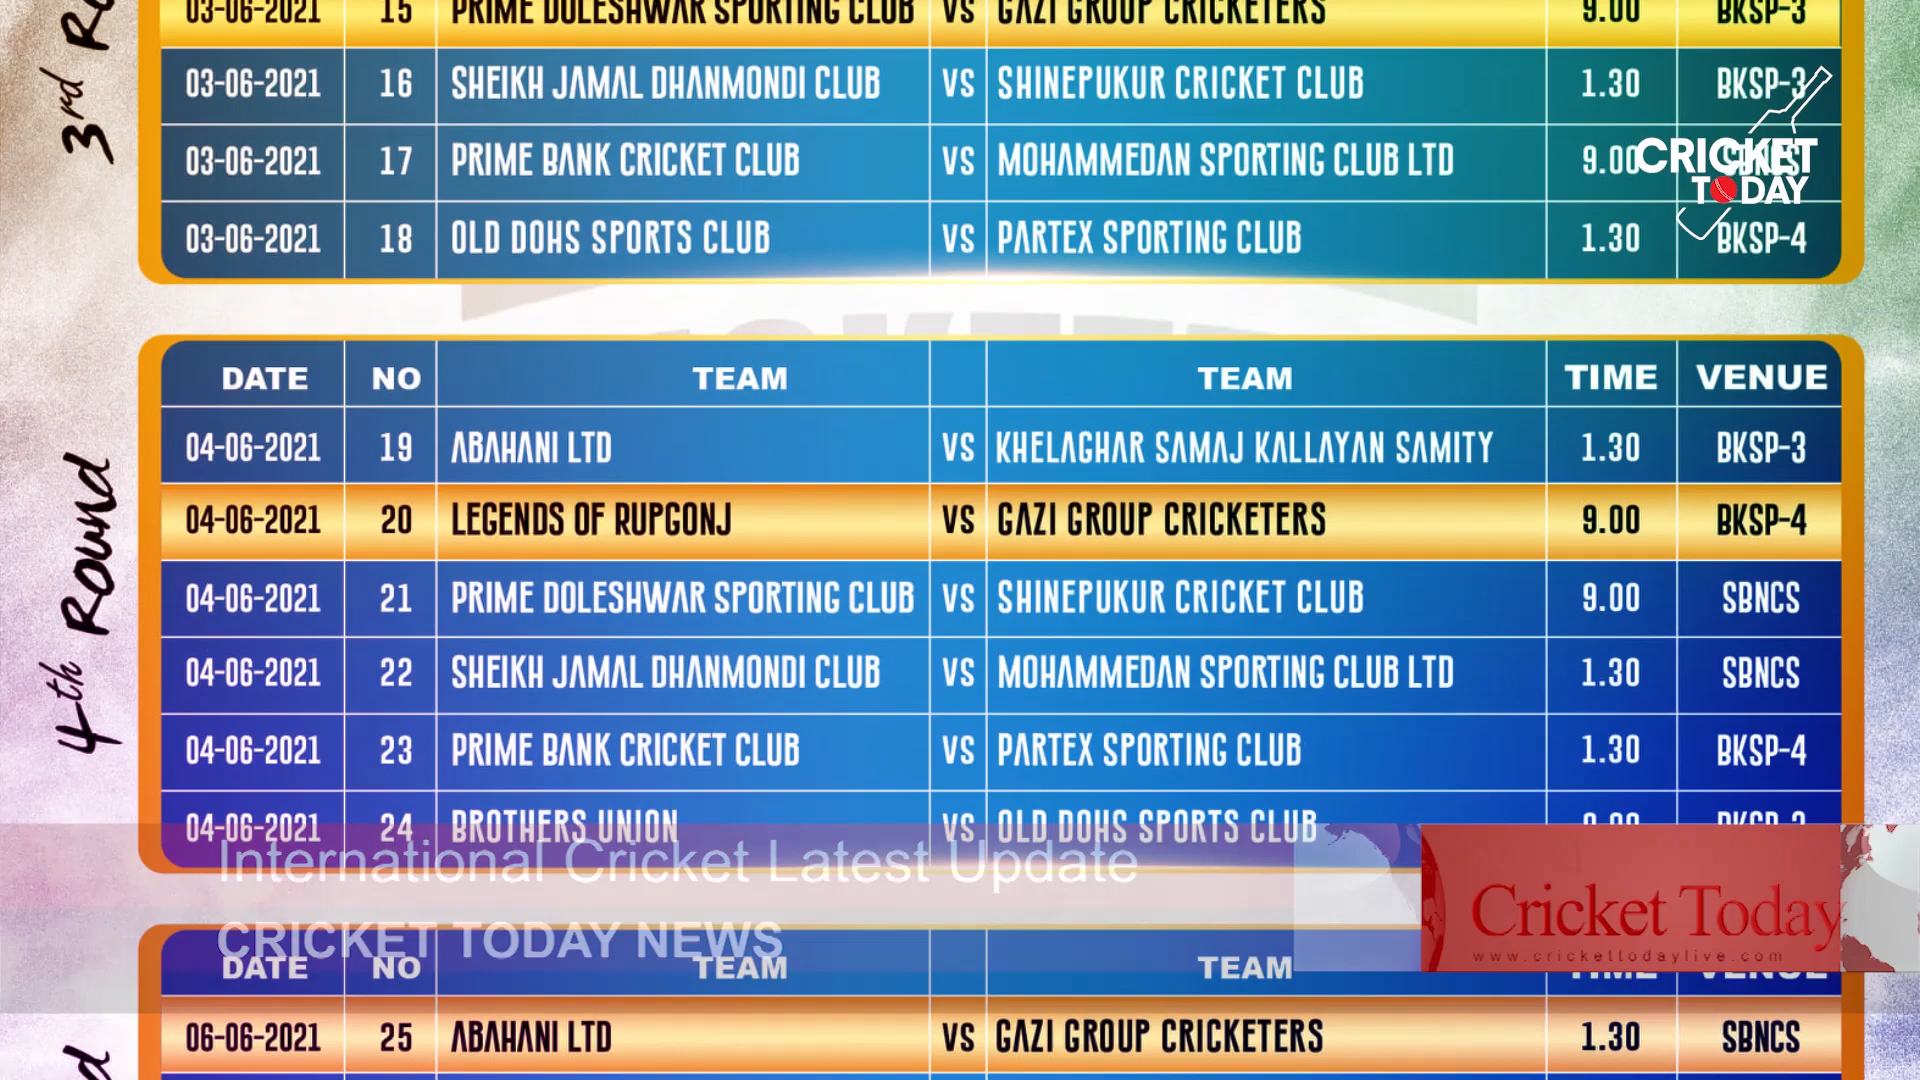 3rd Ro
03-06-2021 15 PRIME DOLESHWAR SPORTING CLUB VS GAZI GROUP CRICKETERS 9.00 BKSP-3
03-06-2021 16 SHEIKH JAMAL DHANMONDI CLUB VS SHINEPUKUR CRICKET CLUB 1.30 BKSP-3
03-06-2021 17 PRIME BANK CRICKET CLUB VS MOHAMMEDAN SPORTING CLUB LTD 9.00 SBNCS
03-06-2021 18 OLD DOHS SPORTS CLUB VS PARTEX SPORTING CLUB 1.30 BKSP-4
CRICKET
TODAY
4th Round
DATE NO TEAM TEAM TIME VENUE
04-06-2021 19 ABAHANI LTD VS KHELAGHAR SAMAJ KALLAYAN SAMITY 1.30 BKSP-3
04-06-2021 20 LEGENDS OF RUPGONJ VS GAZI GROUP CRICKETERS 9.00 BKSP-4
04-06-2021 21 PRIME DOLESHWAR SPORTING CLUB VS SHINEPUKUR CRICKET CLUB 9.00 SBNCS
04-06-2021 22 SHEIKH JAMAL DHANMONDI CLUB VS MOHAMMEDAN SPORTING CLUB LTD 1.30 SBNCS
04-06-2021 23 PRIME BANK CRICKET CLUB VS PARTEX SPORTING CLUB 1.30 BKSP-4
04-06-2021 24 BROTHERS UNION VS OLD DOHS SPORTS CLUB
International Cricket Latest Update
CRICKET TODAY NEWS
Cricket Today
www.crickettodaylive.com
DATE NO TEAM TEAM TIME VENUE
06-06-2021 25 ABAHANI LTD VS GAZI GROUP CRICKETERS 1.30 SBNCS